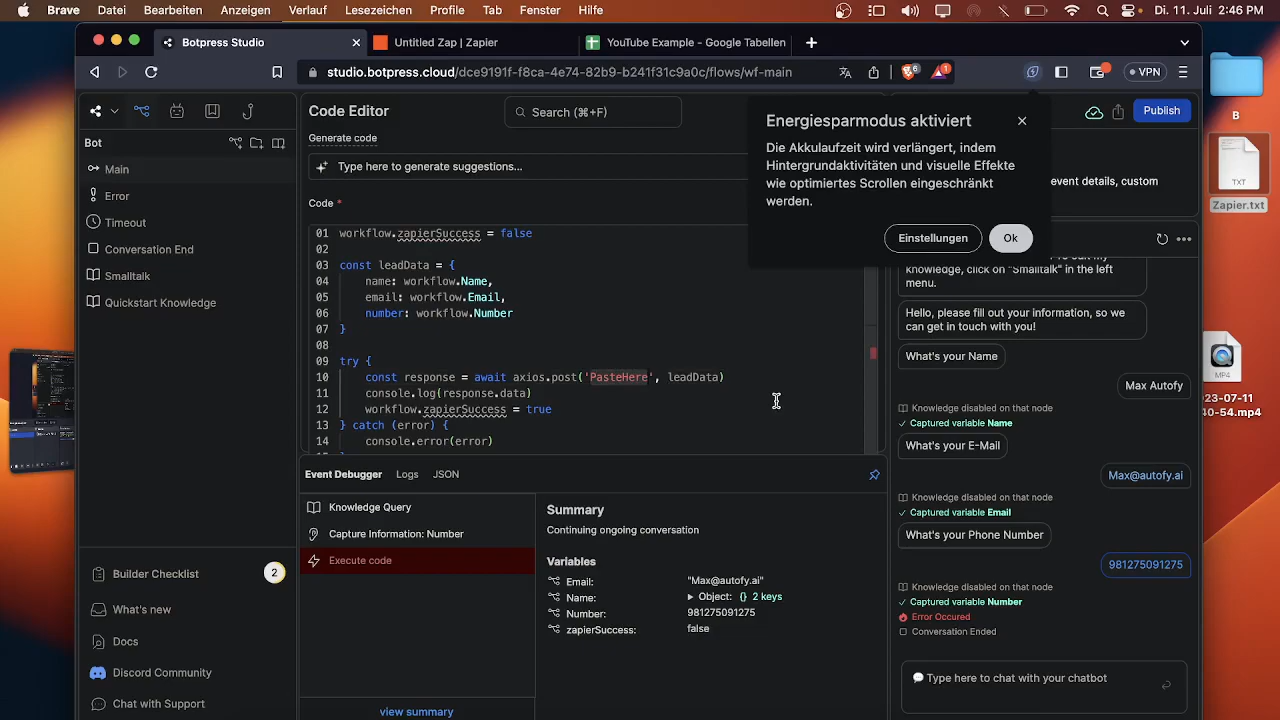 Brave Datei Bearbeiten Anzeigen Verlauf Lesezeichen Profile Tab Fenster Hilfe Di. 11. Juli 2:46 PM
Botpress Studio
Untitled Zap | Zapier
YouTube Example - Google Tabellen
studio.botpress.cloud/dce9191f-f8ca-4e74-82b9-b241f31c9a0c/flows/wf-main
6
1
VPN
Bot
Main
Error
Timeout
Conversation End
Smalltalk
Quickstart Knowledge
Builder Checklist
2
What's new
Docs
Discord Community
Chat with Support
Code Editor
Search (⌘+F)
Generate code
Type here to generate suggestions...
Code *
01 workflow.zapierSuccess = false
02
03 const leadData = {
04 name: workflow.Name,
05 email: workflow.Email,
06 number: workflow.Number
07 }
08
09 try {
10 const response = await axios.post('PasteHere', leadData)
11 console.log(response.data)
12 workflow.zapierSuccess = true
13 } catch (error) {
14 console.error(error)
Energiesparmodus aktiviert
Die Akkulaufzeit wird verlängert, indem
Hintergrundaktivitäten und visuelle Effekte
wie optimiertes Scrollen eingeschränkt
werden.
Einstellungen
Ok
Publish
event details, custom
Event Debugger Logs JSON
Knowledge Query
Capture Information: Number
Execute code
view summary
Summary
Continuing ongoing conversation
Variables
Email: "Max@autofy.ai"
Name: ▶ Object: {} 2 keys
Number: 981275091275
zapierSuccess: false
knowledge, click on "Smalltalk" in the left
menu.
Hello, please fill out your information, so we
can get in touch with you!
What's your Name
Max Autofy
Knowledge disabled on that node
Captured variable Name
What's your E-Mail
Max@autofy.ai
Knowledge disabled on that node
Captured variable Email
What's your Phone Number
981275091275
Knowledge disabled on that node
Captured variable Number
Error Occured
Conversation Ended
Type here to chat with your chatbot
B
TXT
Zapier.txt
MP4
23-07-11
40-54.mp4